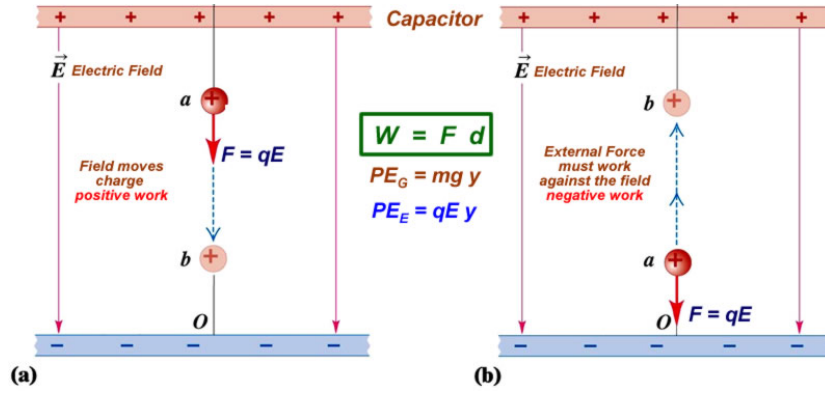 + + + + +
Capacitor
+ + + + +
E⃗ Electric Field
a
+
F = qE
Field moves
charge
positive work
b
+
O
− − − − −
(a)
W = F d
PE_G = mg y
PE_E = qE y
E⃗ Electric Field
b
+
External Force
must work
against the field
negative work
a
+
O
F = qE
− − − − −
(b)